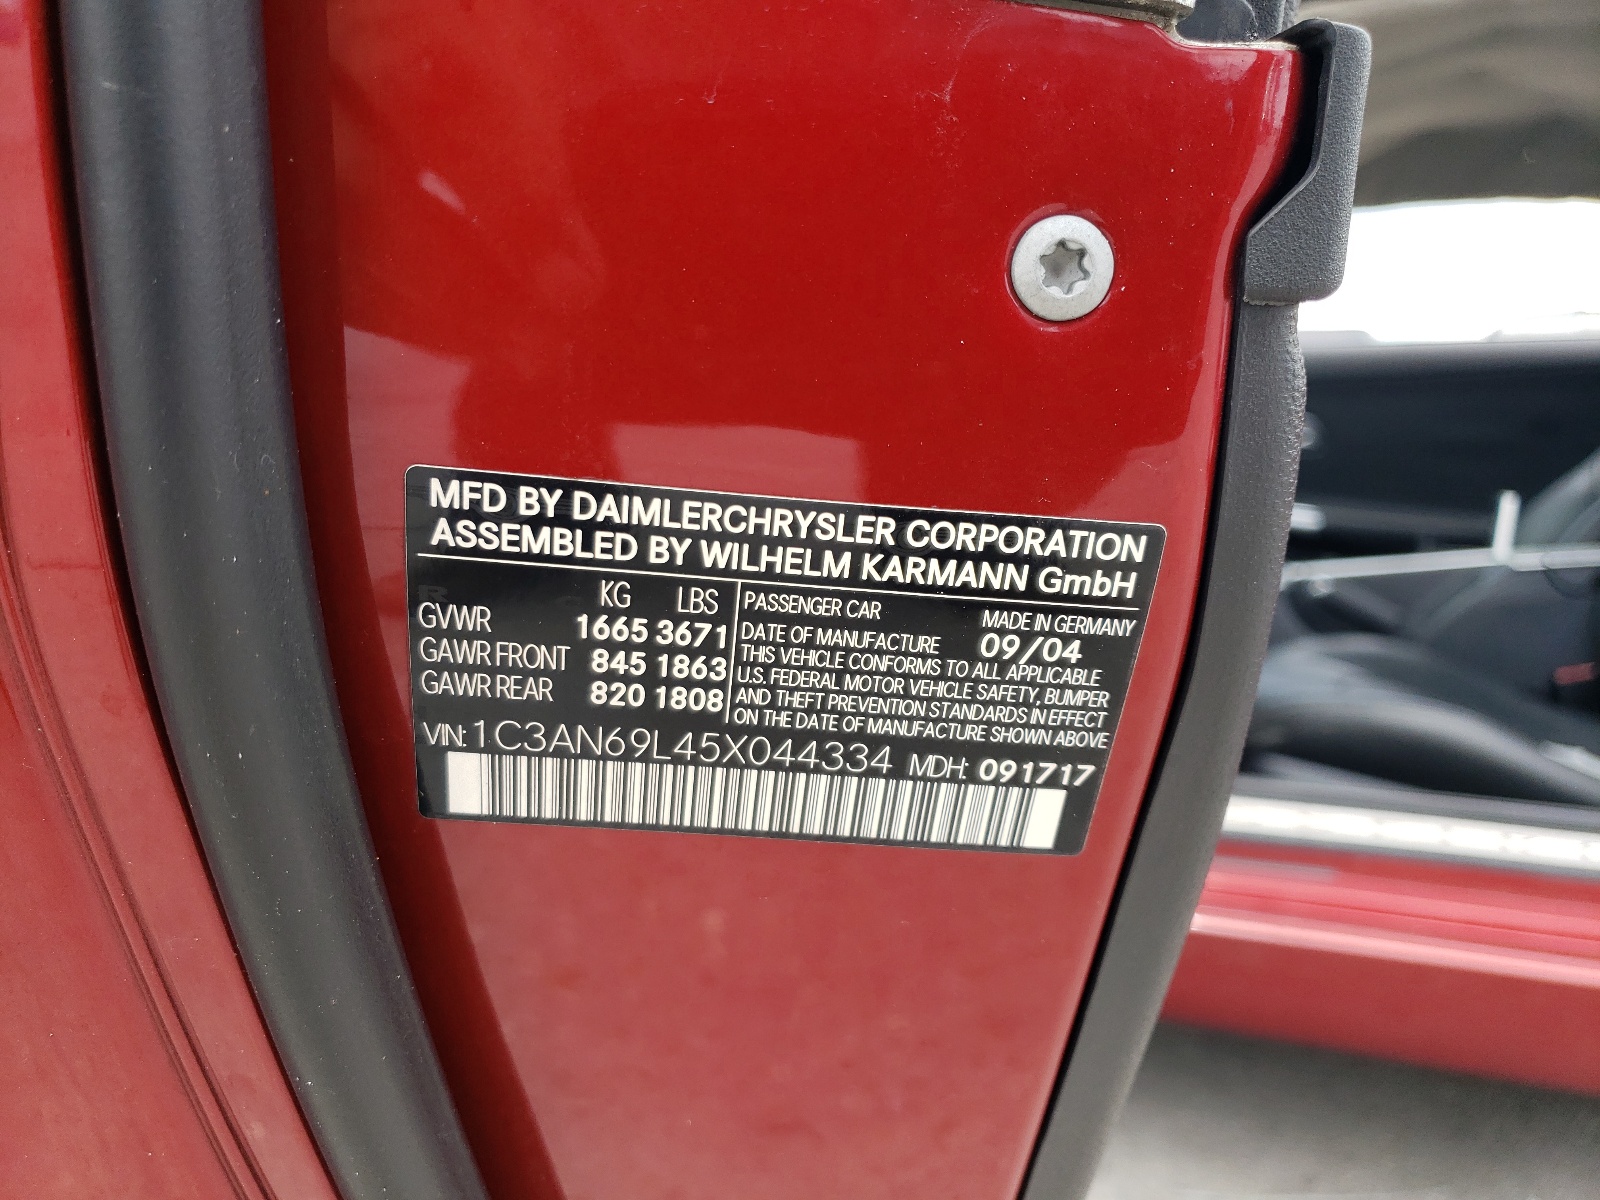 MFD BY DAIMLERCHRYSLER CORPORATION
ASSEMBLED BY WILHELM KARMANN GmbH
KG LBS
GVWR 1665 3671
GAWR FRONT 845 1863
GAWR REAR 820 1808
PASSENGER CAR MADE IN GERMANY
DATE OF MANUFACTURE 09/04
THIS VEHICLE CONFORMS TO ALL APPLICABLE
U.S. FEDERAL MOTOR VEHICLE SAFETY, BUMPER
AND THEFT PREVENTION STANDARDS IN EFFECT
ON THE DATE OF MANUFACTURE SHOWN ABOVE
VIN: 1C3AN69L45X044334 MDH: 091717